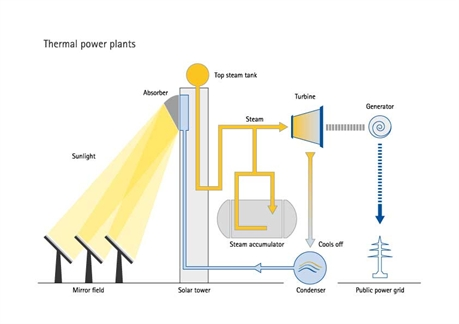 Thermal power plants
Top steam tank
Absorber
Turbine
Generator
Steam
Sunlight
Steam accumulator
Cools off
Mirror field
Solar tower
Condenser
Public power grid